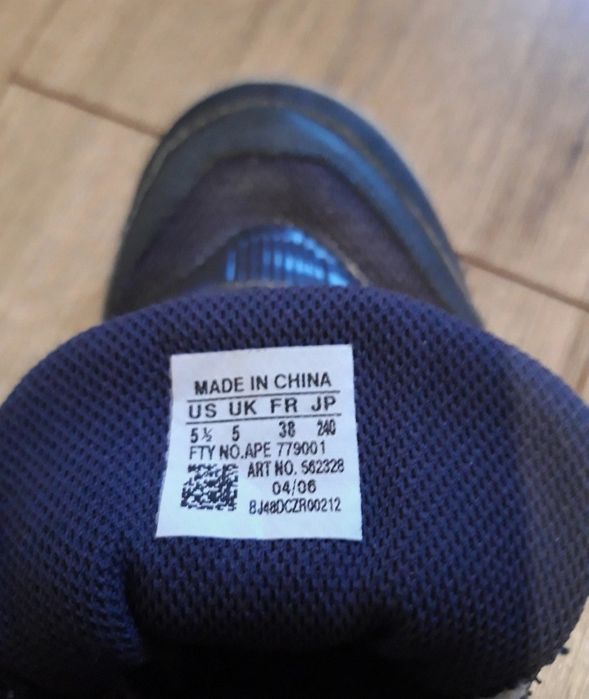 MADE IN CHINA
US UK FR JP
5½ 5 38 240
FTY NO.APE 779001
ART NO. 562328
04/06
BJ48DCZR00212